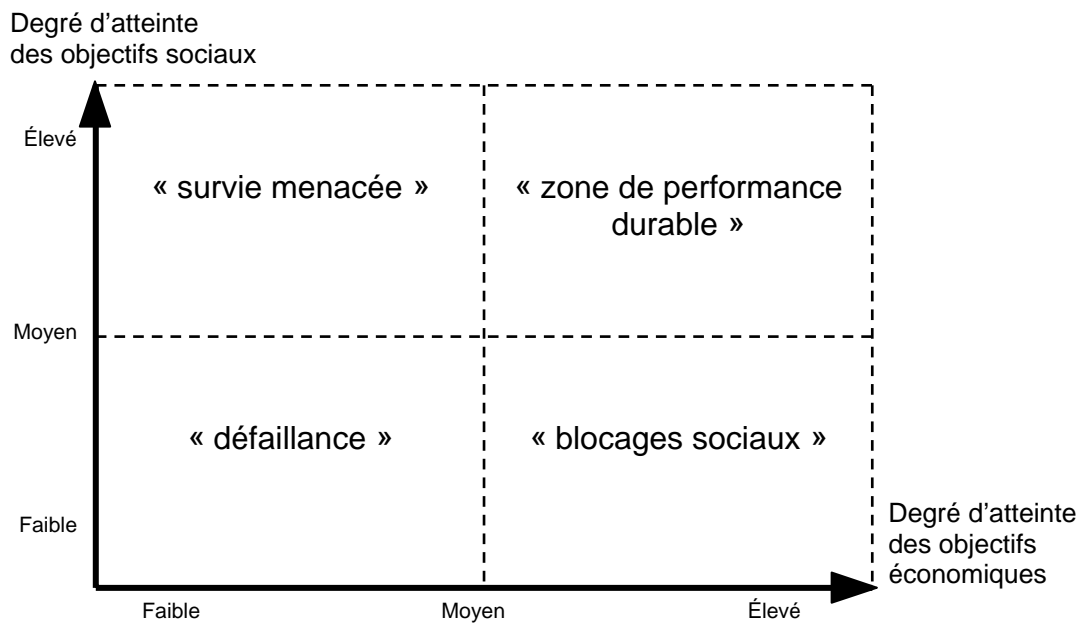 Degré d’atteinte
des objectifs sociaux
Élevé
« survie menacée »
« zone de performance
durable »
Moyen
« défaillance »
« blocages sociaux »
Faible
Degré d’atteinte
des objectifs
économiques
Faible
Moyen
Élevé